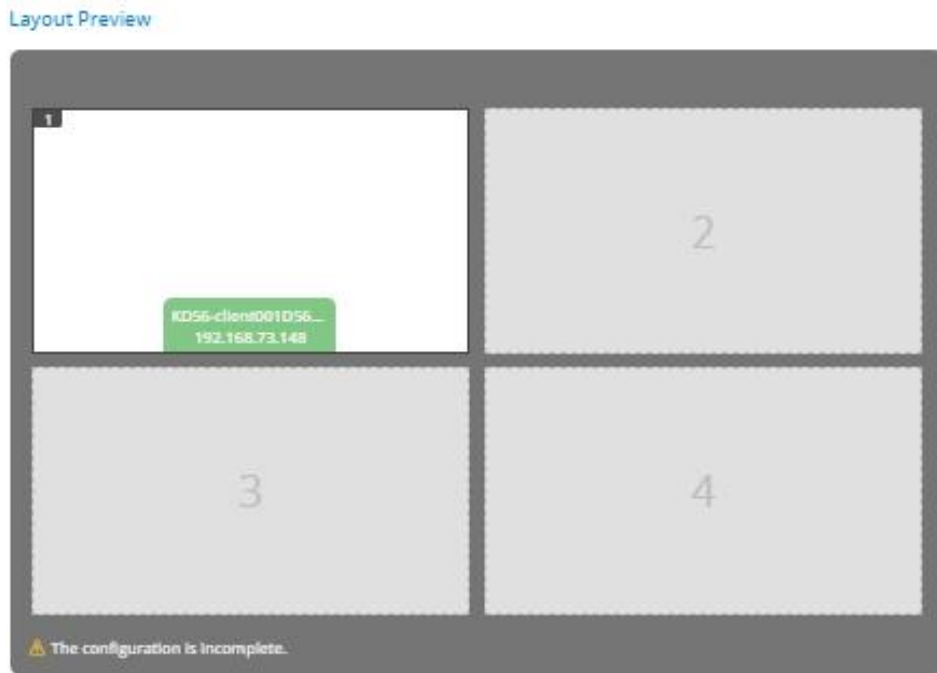 Layout Preview
1
2
KD56-client001D56...
192.168.73.148
3
4
The configuration is incomplete.